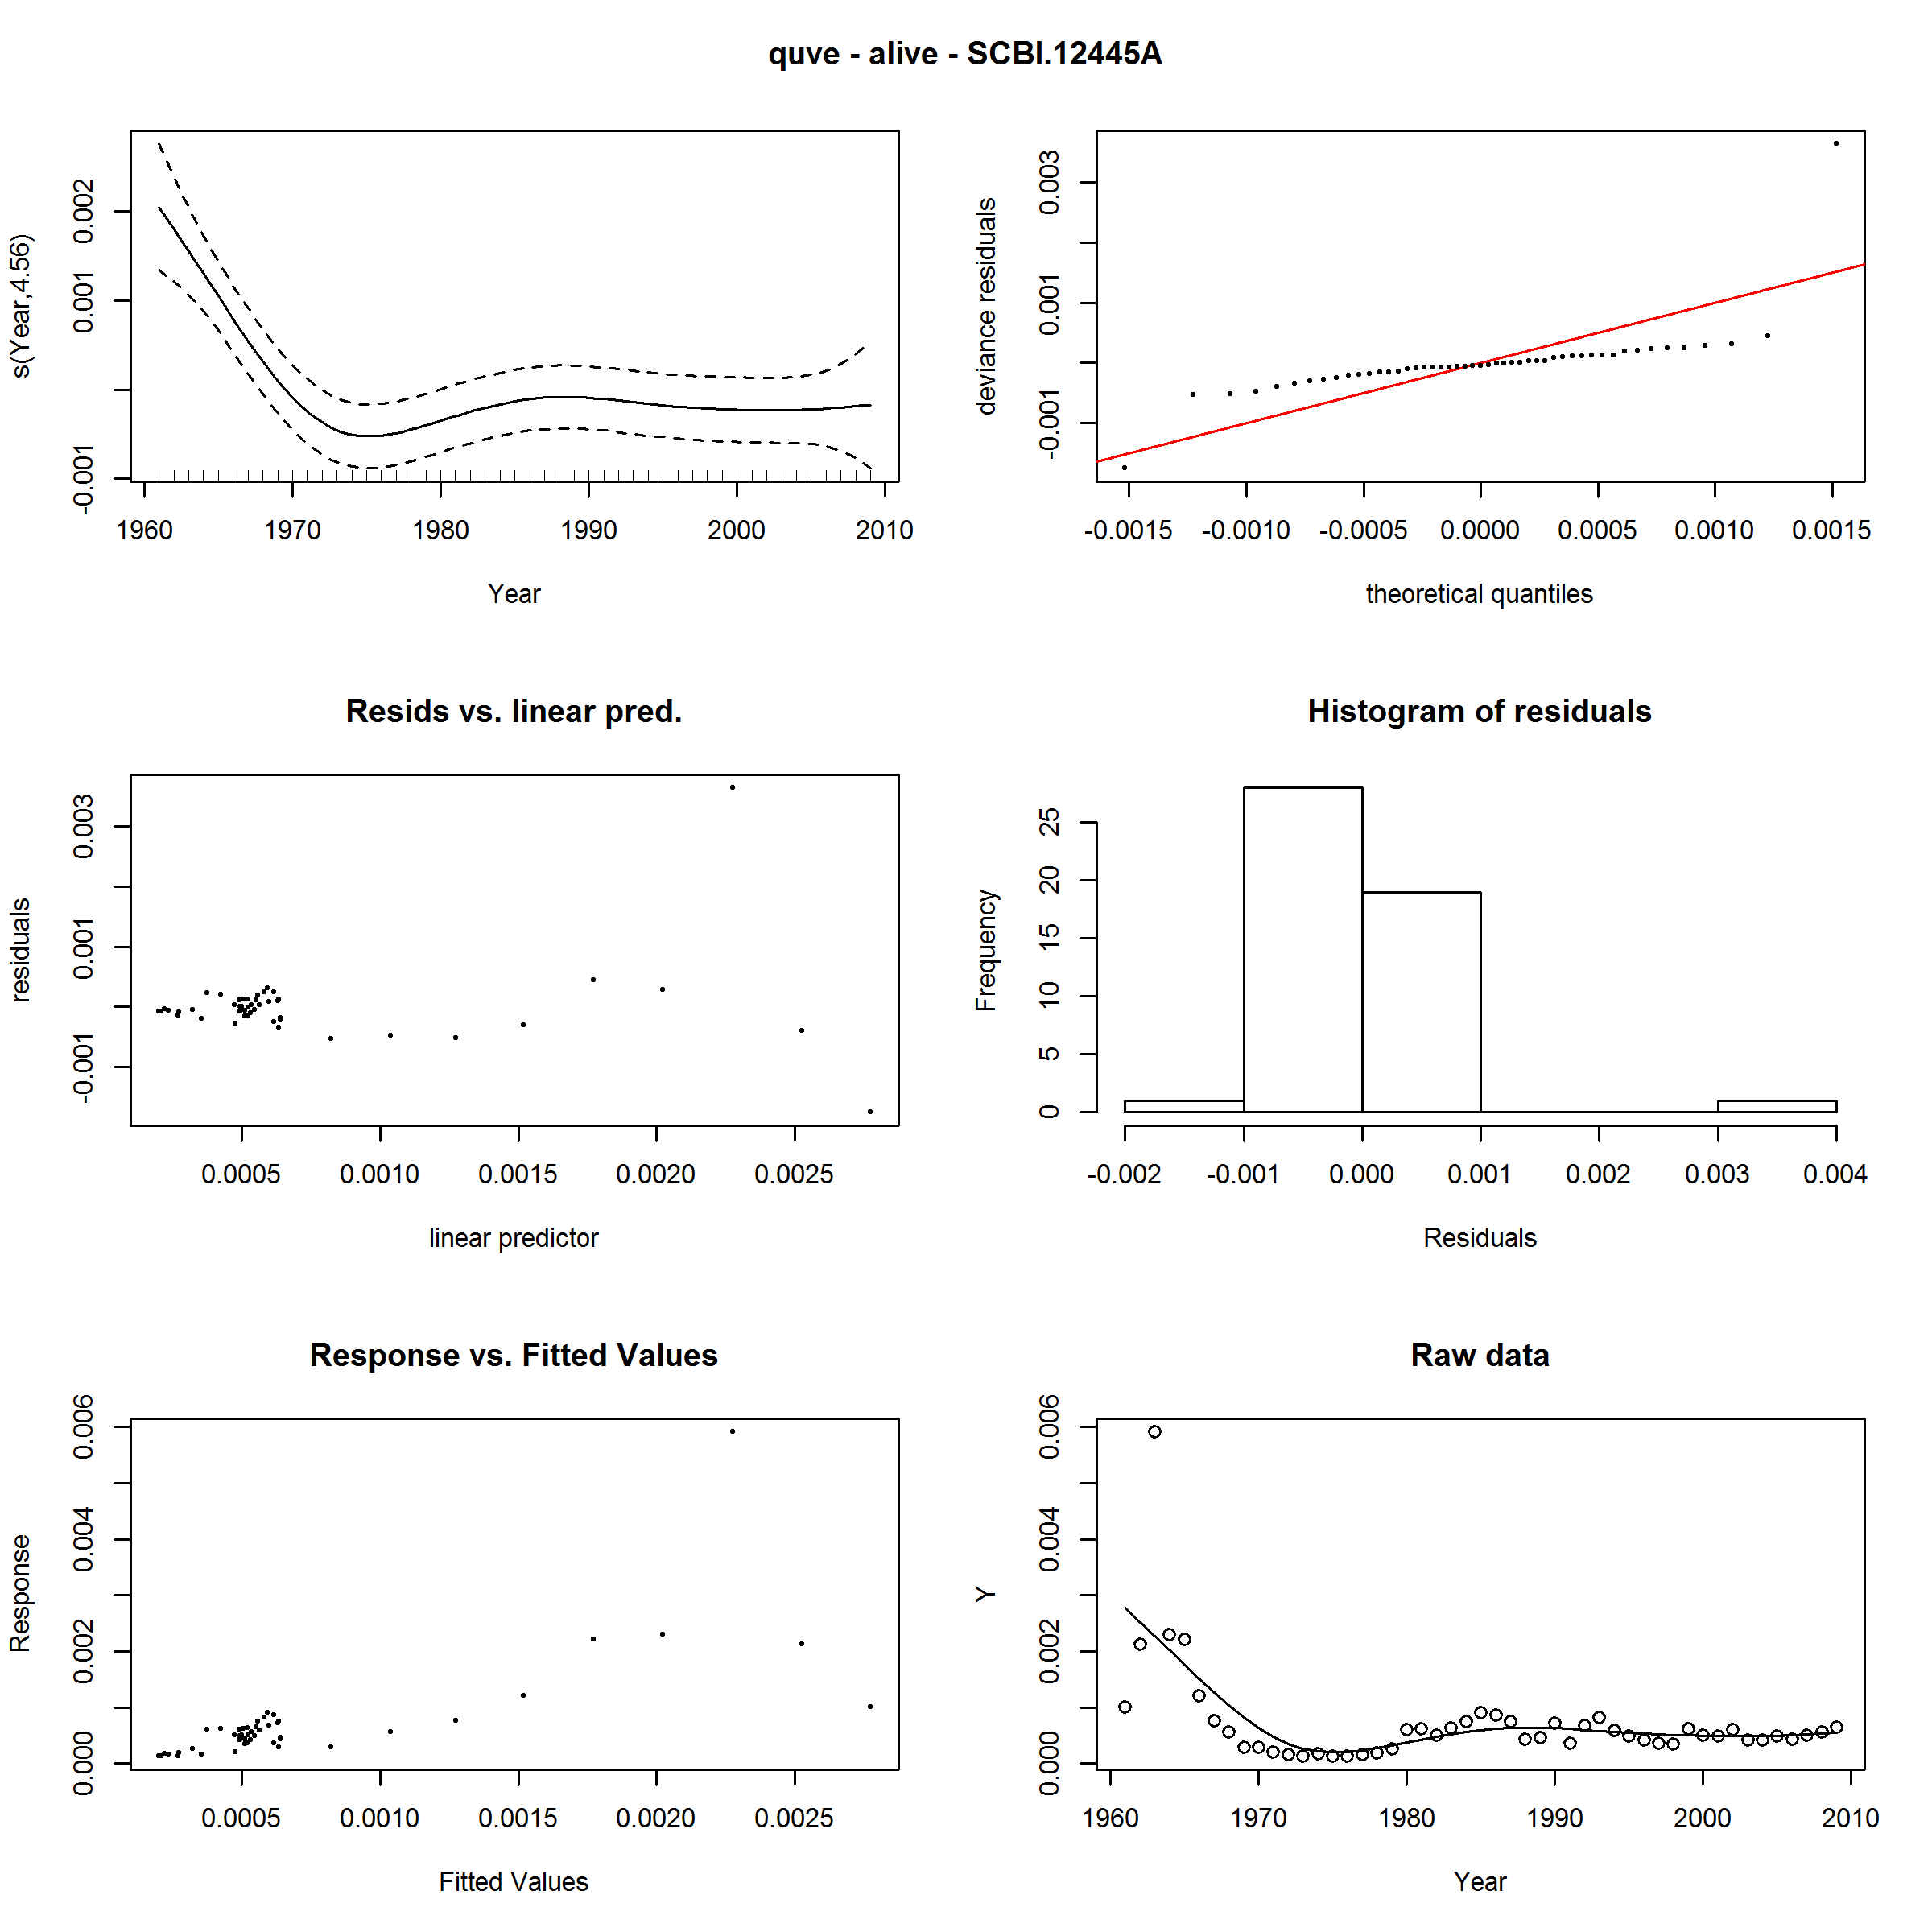 quve - alive - SCBI.12445A
s(Year,4.56)
-0.001 0.001 0.002
1960 1970 1980 1990 2000 2010
Year
deviance residuals
-0.001 0.001 0.003
-0.0015 -0.0010 -0.0005 0.0000 0.0005 0.0010 0.0015
theoretical quantiles
Resids vs. linear pred.
residuals
-0.001 0.001 0.003
0.0005 0.0010 0.0015 0.0020 0.0025
linear predictor
Histogram of residuals
Frequency
0 5 10 15 20 25
-0.002 -0.001 0.000 0.001 0.002 0.003 0.004
Residuals
Response vs. Fitted Values
Response
0.000 0.002 0.004 0.006
0.0005 0.0010 0.0015 0.0020 0.0025
Fitted Values
Raw data
Y
0.000 0.002 0.004 0.006
1960 1970 1980 1990 2000 2010
Year